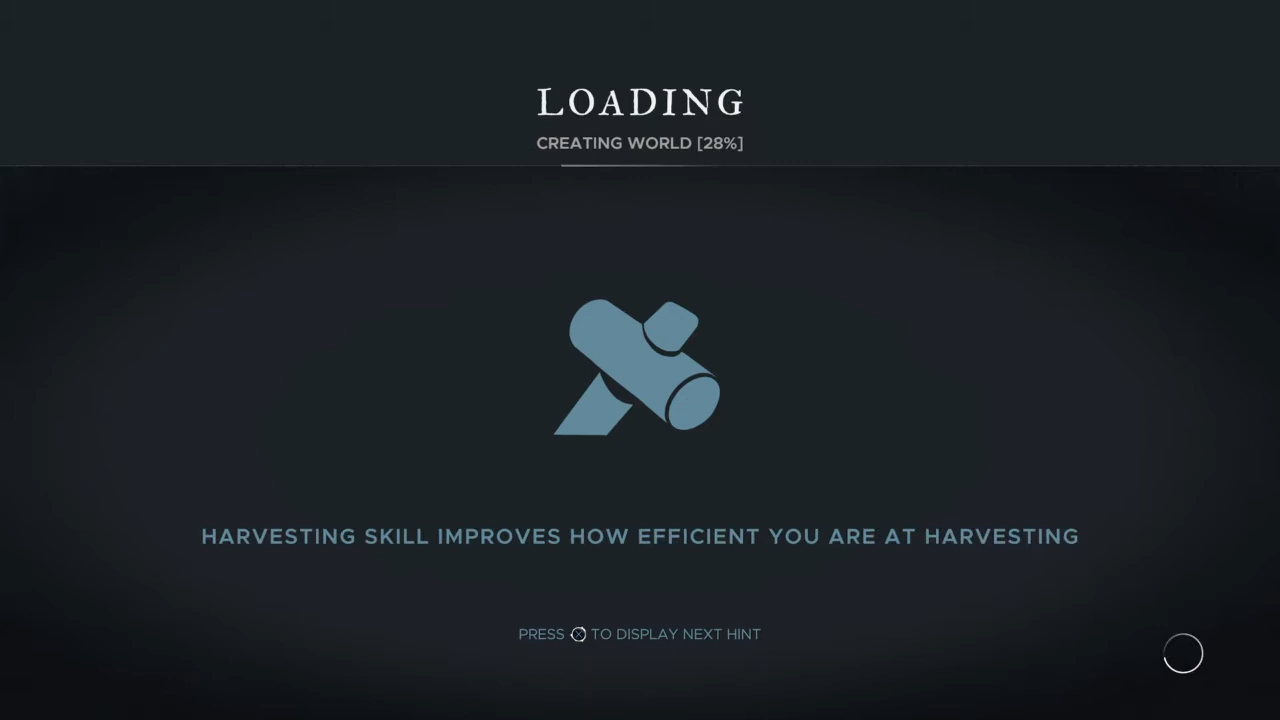 LOADING
CREATING WORLD [28%]
HARVESTING SKILL IMPROVES HOW EFFICIENT YOU ARE AT HARVESTING
PRESS ⓧ TO DISPLAY NEXT HINT